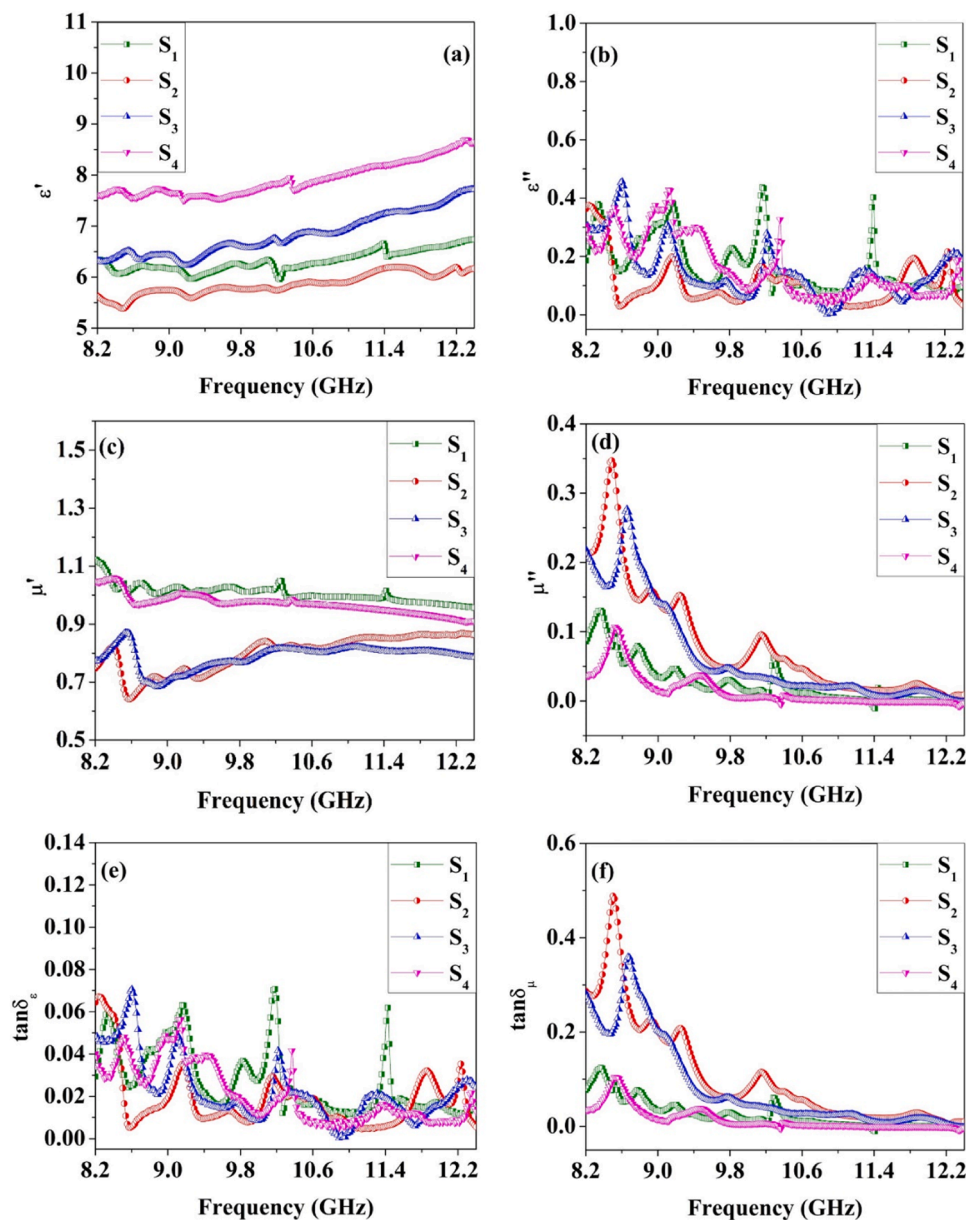 11
10
9
8
7
6
5
ε'
S1
S2
S3
S4
(a)
8.2 9.0 9.8 10.6 11.4 12.2
Frequency (GHz)
1.0
0.8
0.6
0.4
0.2
0.0
ε''
(b)
S1
S2
S3
S4
8.2 9.0 9.8 10.6 11.4 12.2
Frequency (GHz)
1.5
1.3
1.1
0.9
0.7
0.5
μ'
(c)
S1
S2
S3
S4
8.2 9.0 9.8 10.6 11.4 12.2
Frequency (GHz)
0.4
0.3
0.2
0.1
0.0
μ''
(d)
S1
S2
S3
S4
8.2 9.0 9.8 10.6 11.4 12.2
Frequency (GHz)
0.14
0.12
0.10
0.08
0.06
0.04
0.02
0.00
tanδε
(e)
S1
S2
S3
S4
8.2 9.0 9.8 10.6 11.4 12.2
Frequency (GHz)
0.6
0.4
0.2
0.0
tanδμ
(f)
S1
S2
S3
S4
8.2 9.0 9.8 10.6 11.4 12.2
Frequency (GHz)